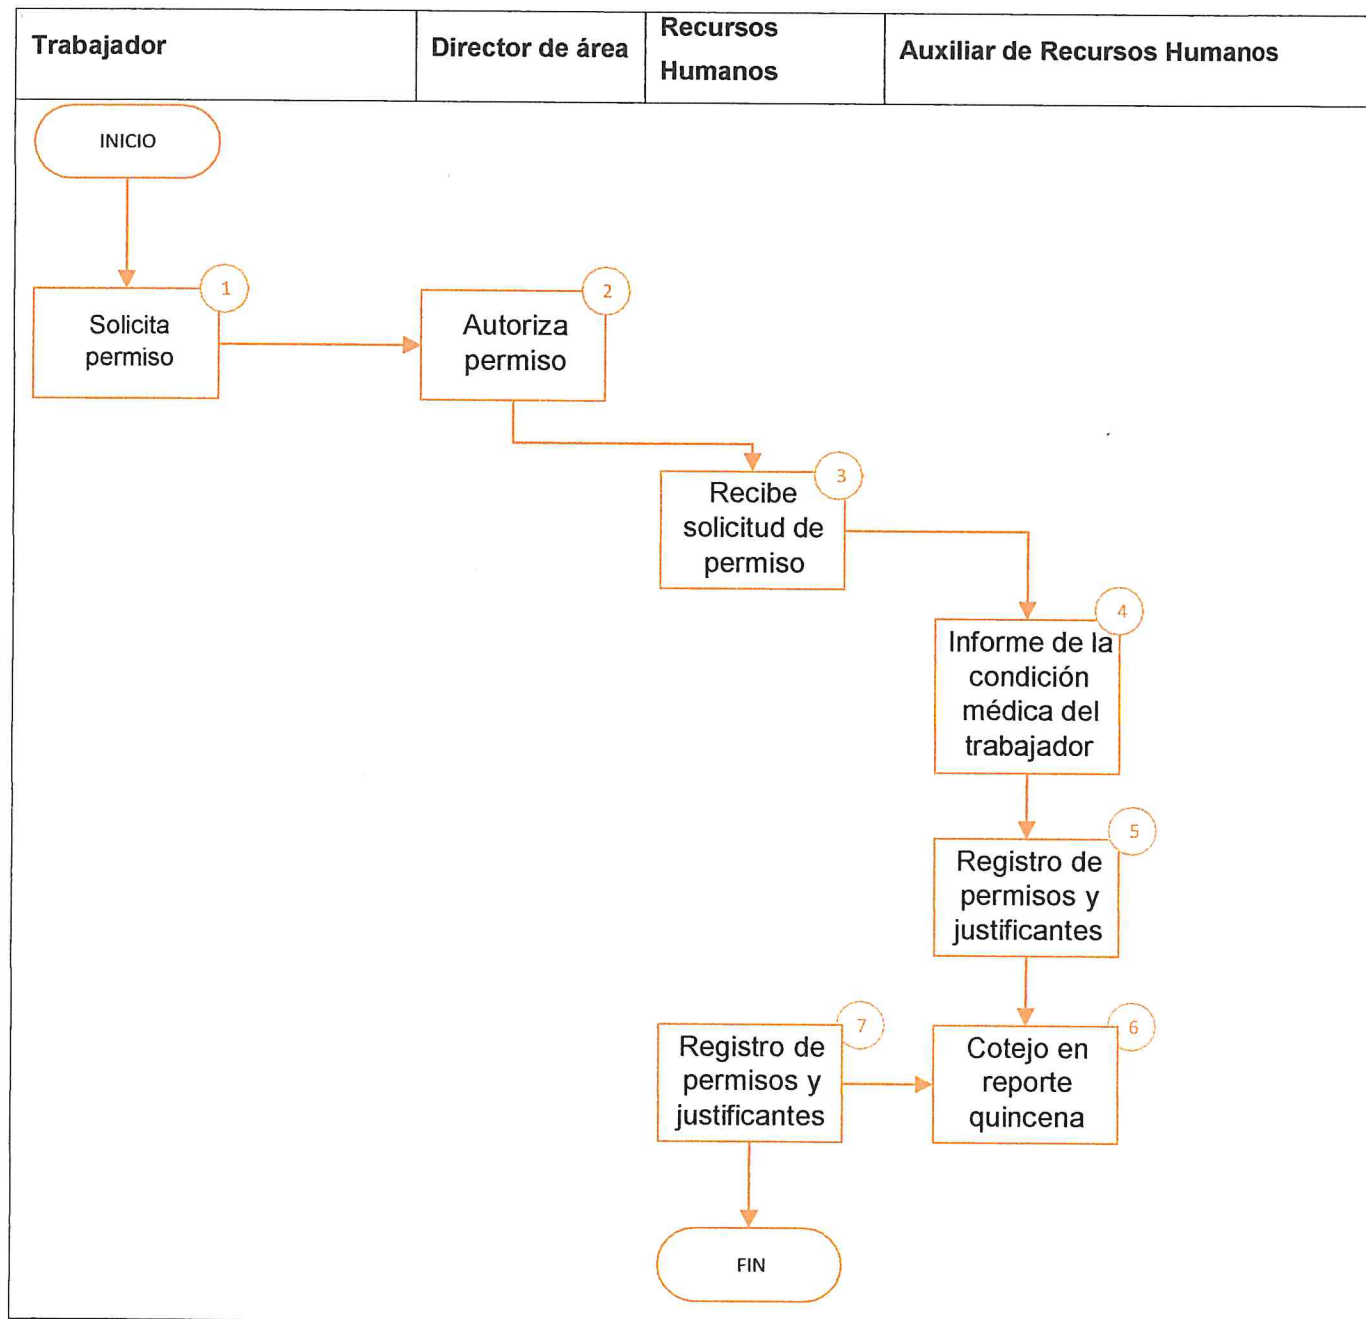 Trabajador
Director de área
Recursos
Humanos
Auxiliar de Recursos Humanos
INICIO
1
Solicita
permiso
2
Autoriza
permiso
3
Recibe
solicitud de
permiso
4
Informe de la
condición
médica del
trabajador
5
Registro de
permisos y
justificantes
7
Registro de
permisos y
justificantes
6
Cotejo en
reporte
quincena
FIN